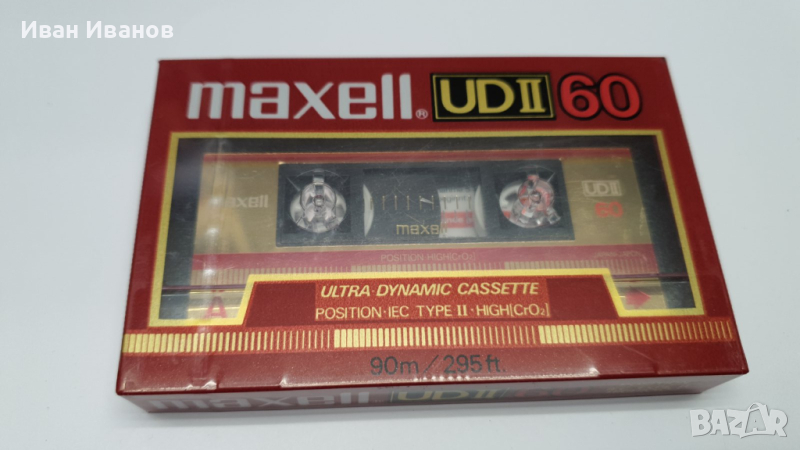 Иван Иванов
maxell® UDII 60
maxell
UDII
60
maxell
POSITION HIGH(CrO₂)
A
ULTRA-DYNAMIC CASSETTE
POSITION·IEC TYPE II·HIGH[CrO₂]
90m/295ft.
maxell UDII 60
BAZAR